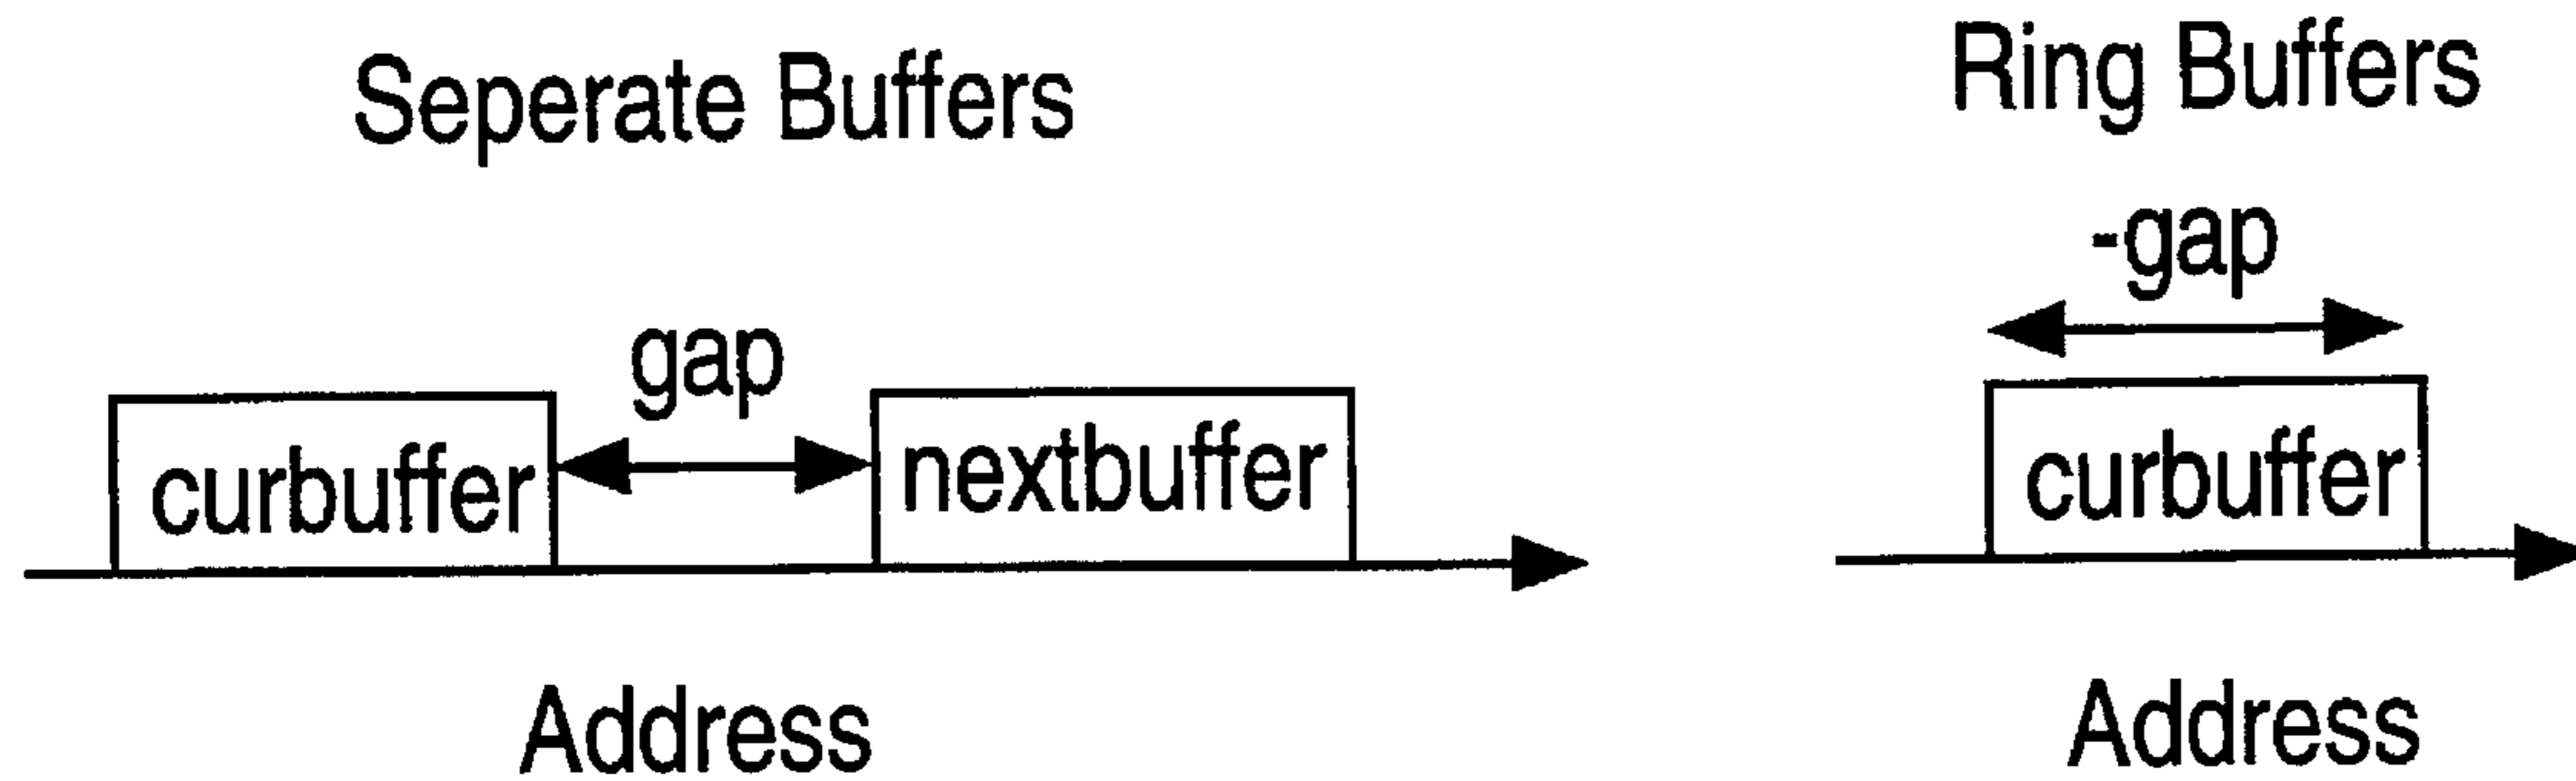 Seperate Buffers
gap
curbuffer
nextbuffer
Address
Ring Buffers
-gap
curbuffer
Address